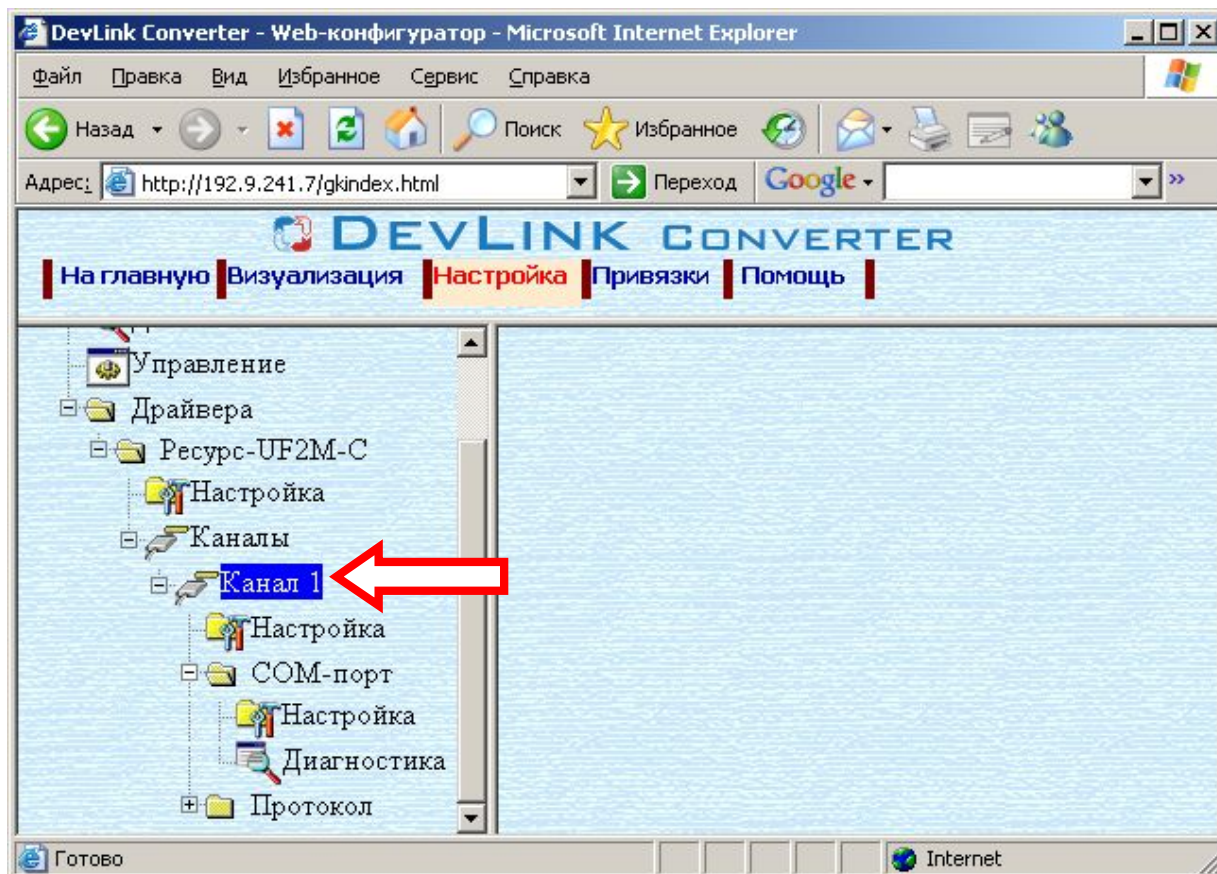 DevLink Converter - Web-конфигуратор - Microsoft Internet Explorer
Файл Правка Вид Избранное Сервис Справка
Назад Поиск Избранное
Адрес: http://192.9.241.7/gkindex.html Переход Google
DEVLINK CONVERTER
На главную Визуализация Настройка Привязки Помощь
Управление
Драйвера
Ресурс-UF2M-C
Настройка
Каналы
Канал 1
Настройка
COM-порт
Настройка
Диагностика
Протокол
Готово Internet